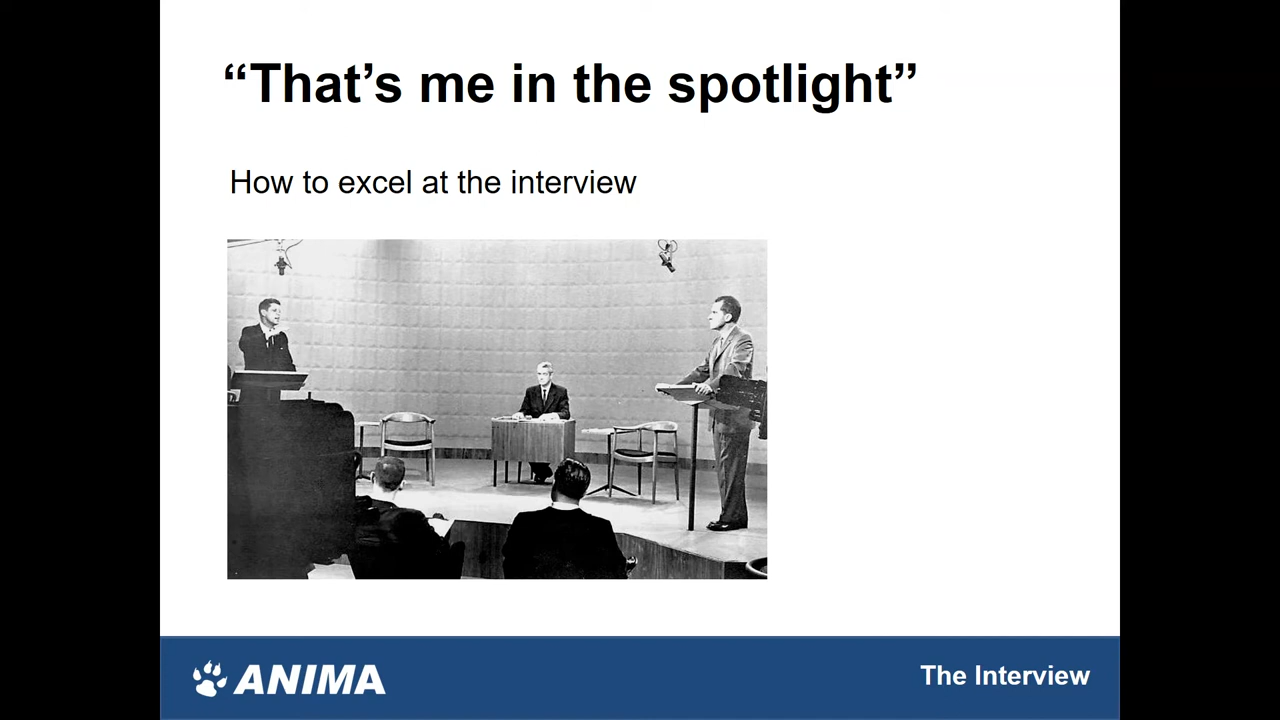 “That’s me in the spotlight”
How to excel at the interview
ANIMA
The Interview